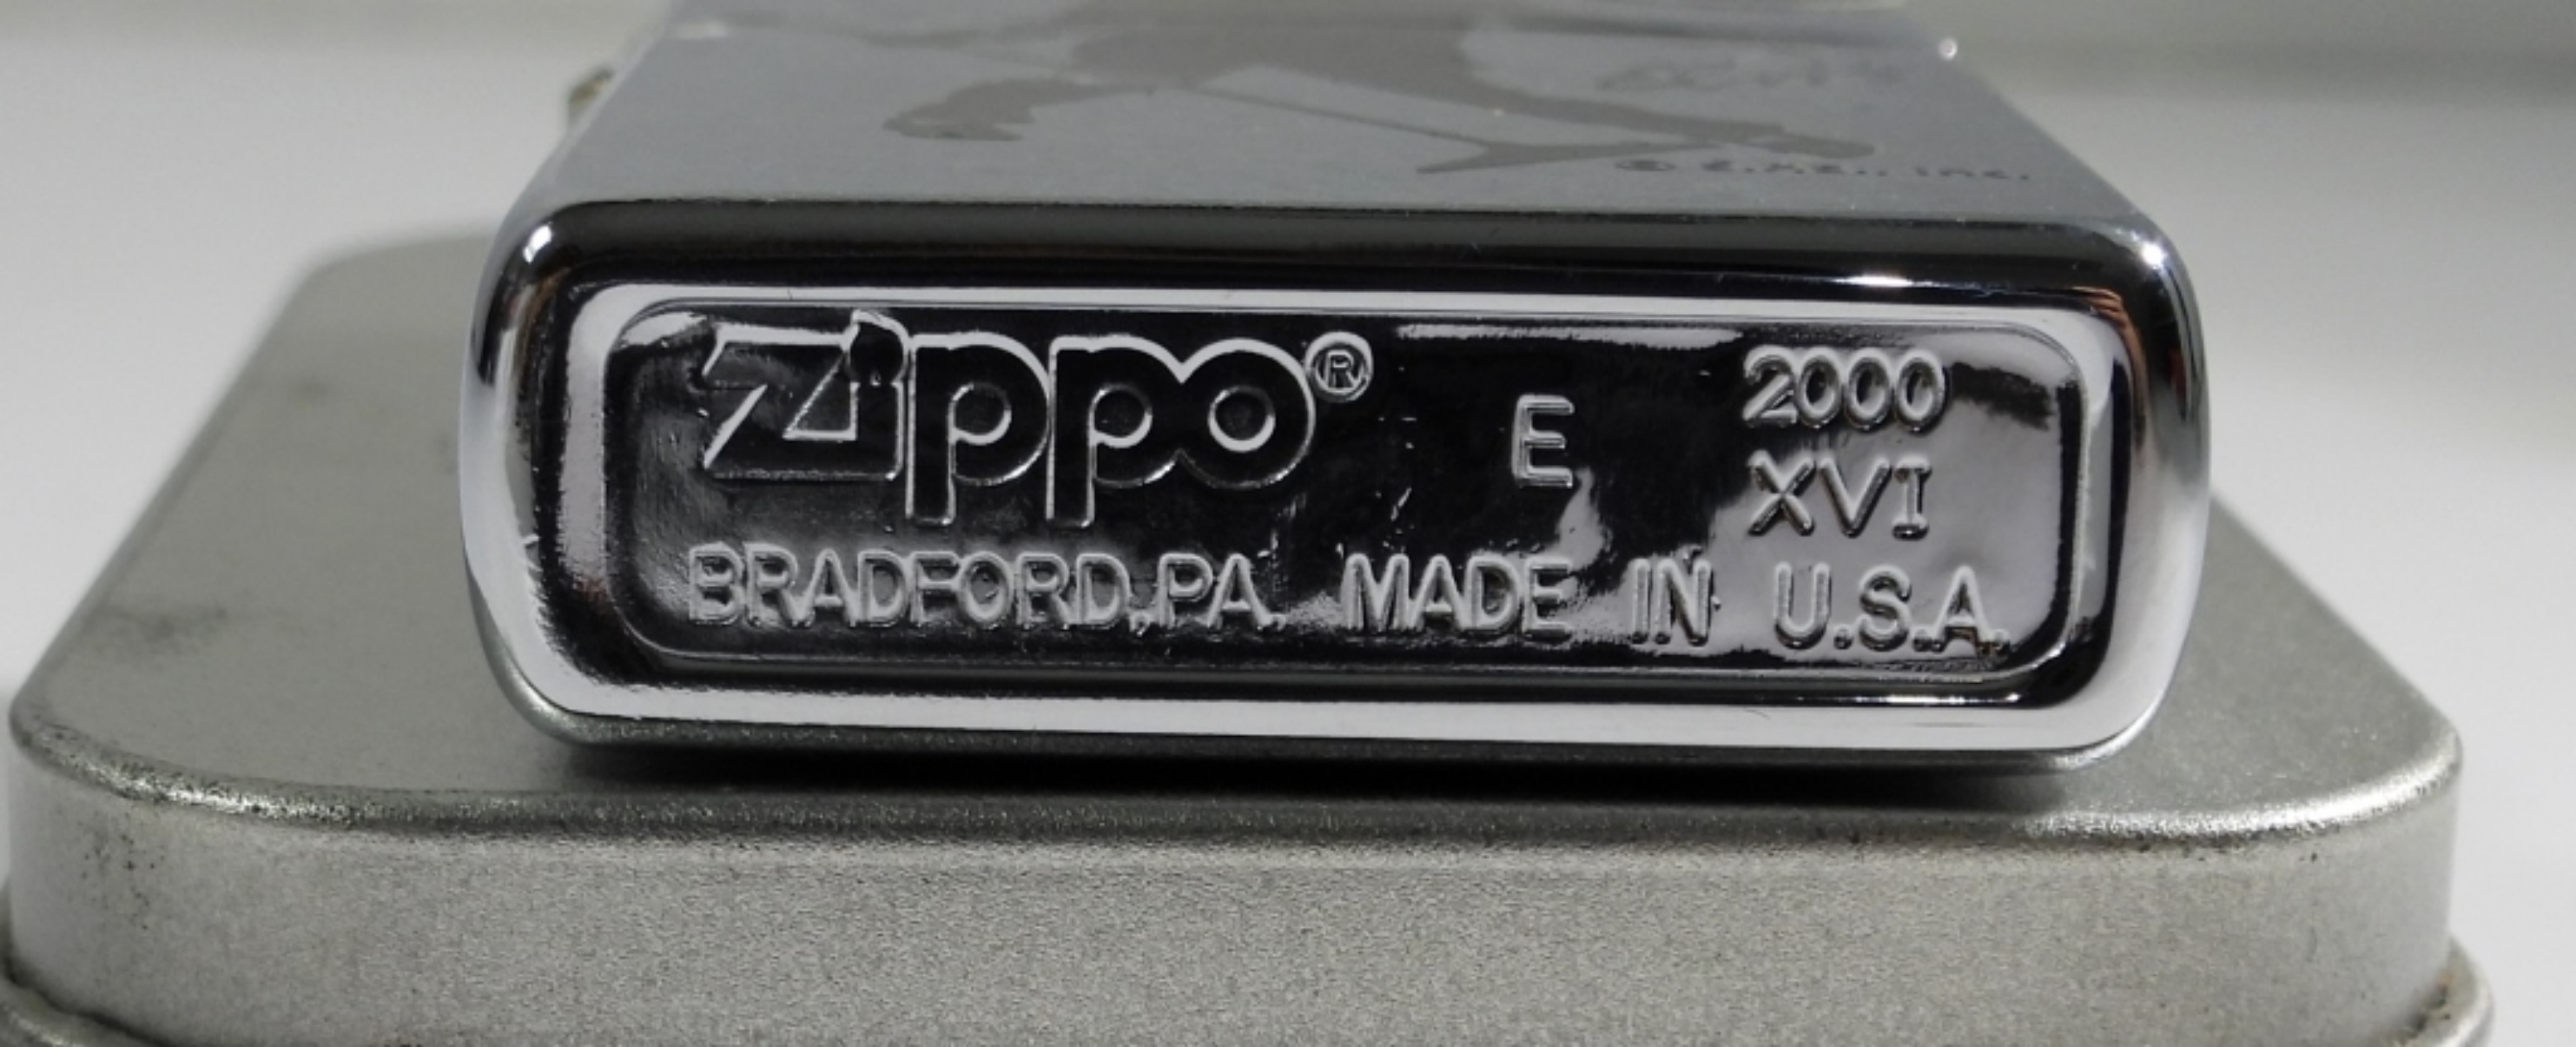 Zippo® E 2000
XVI
BRADFORD, PA. MADE IN U.S.A.